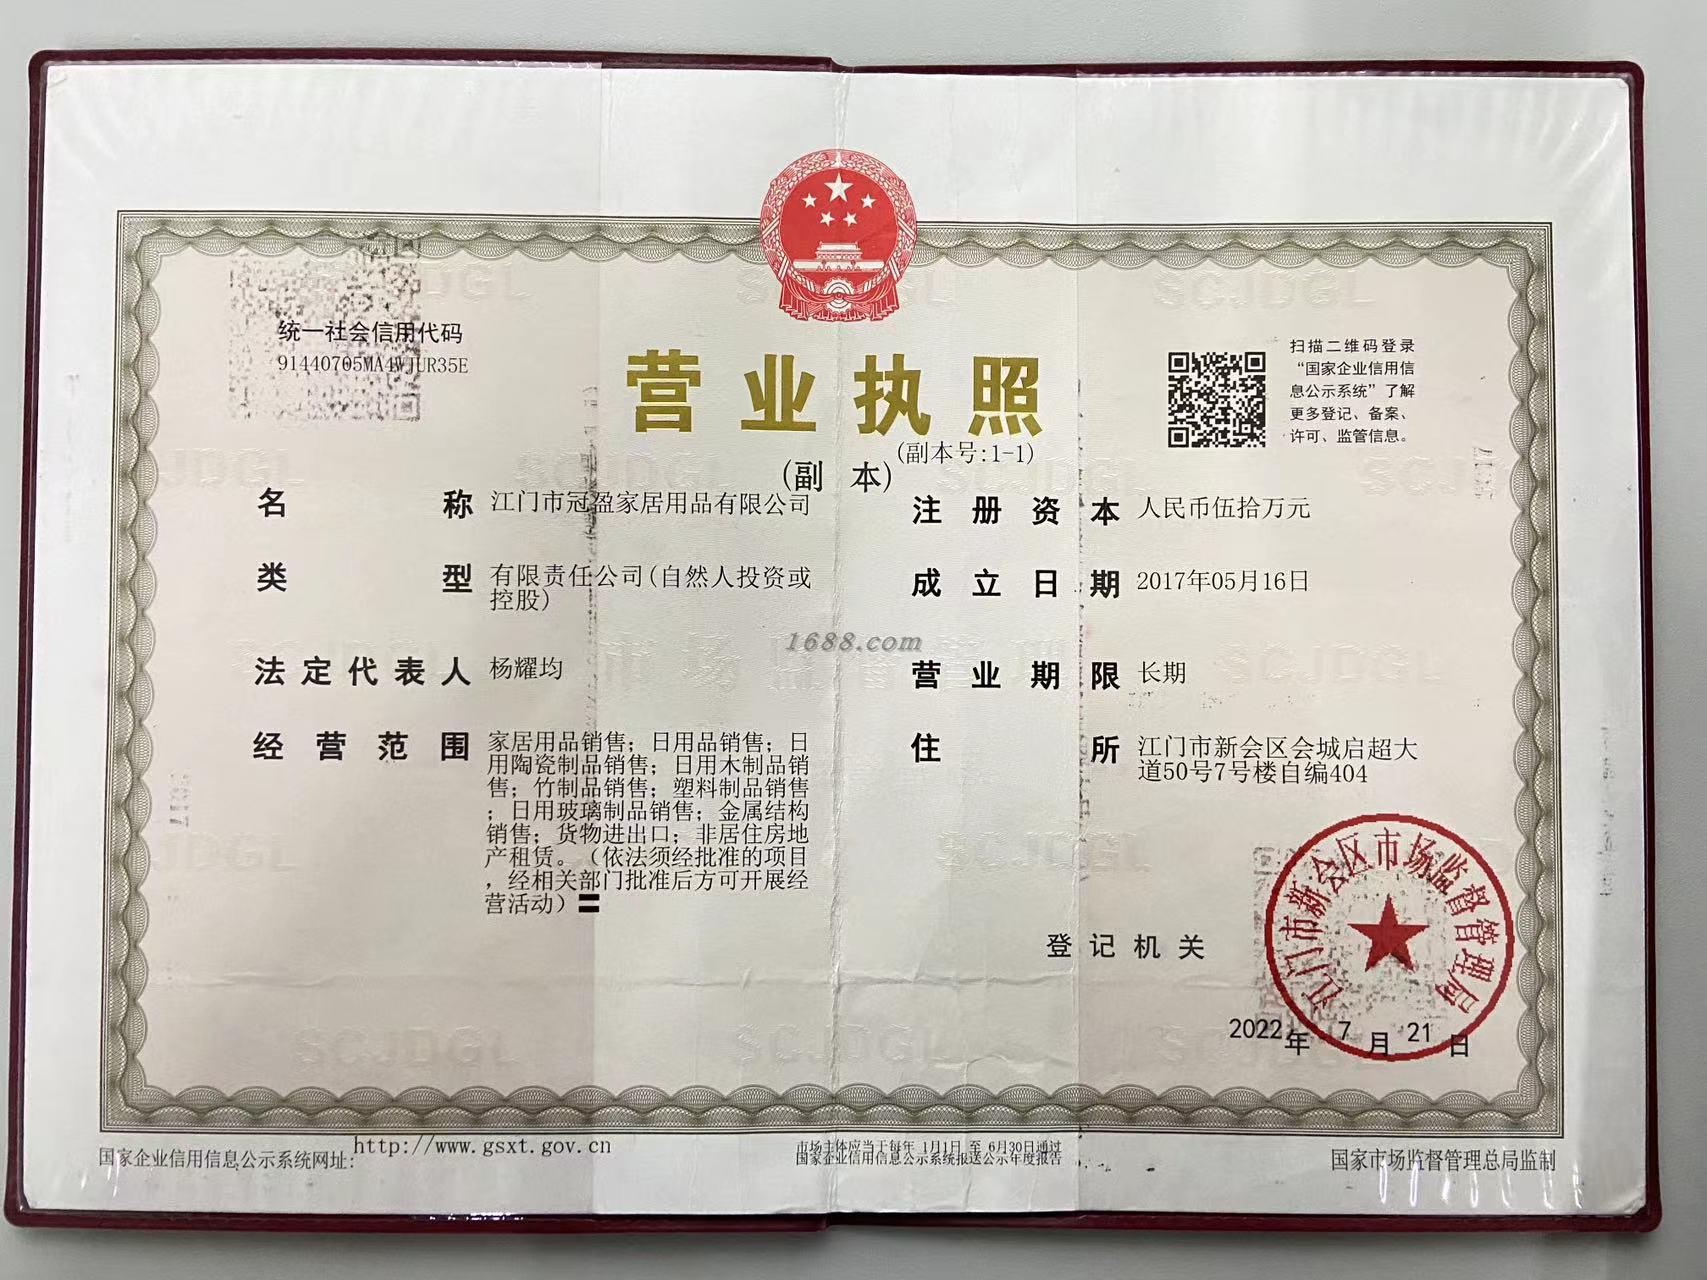 统一社会信用代码
91440705MA4WJUR35E
营业执照
(副 本)
(副本号:1-1)
扫描二维码登录
“国家企业信用信
息公示系统”了解
更多登记、备案、
许可、监管信息。
名 称 江门市冠盈家居用品有限公司
类 型 有限责任公司(自然人投资或
控股)
法定代表人 杨耀均
经营范围 家居用品销售；日用品销售；日
用陶瓷制品销售；日用木制品销
售；竹制品销售；塑料制品销售
；日用玻璃制品销售；金属结构
销售；货物进出口；非居住房地
产租赁。（依法须经批准的项目
，经相关部门批准后方可开展经
营活动）
注册资本 人民币伍拾万元
成立日期 2017年05月16日
营业期限 长期
住 所 江门市新会区会城启超大
道50号7号楼自编404
1688.com
登记机关
江门市新会区市场监督管理局
2022年 7月 21日
国家企业信用信息公示系统网址: http://www.gsxt.gov.cn
市场主体应当于每年 1月1日 至 6月30日通过
国家企业信用信息公示系统报送公示年度报告
国家市场监督管理总局监制